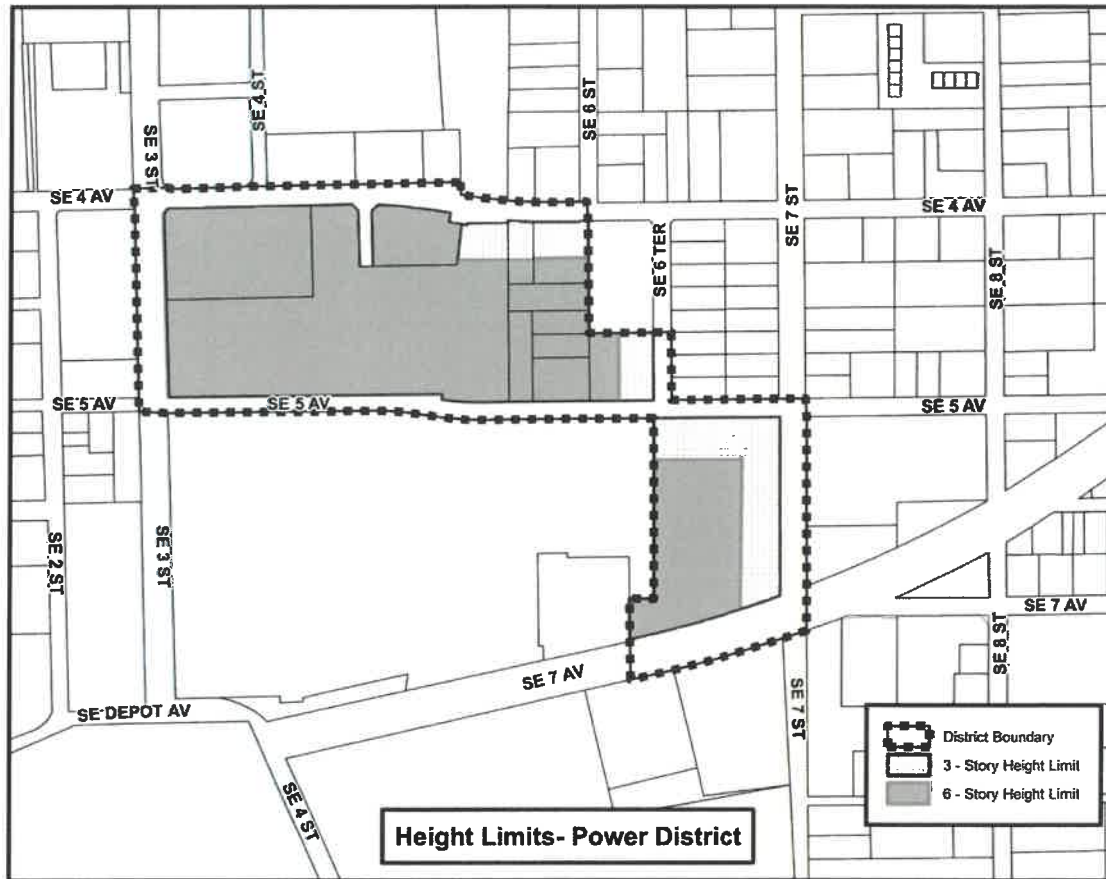 SE 4 ST
SE 6 ST
SE 3 ST
SE 4 AV
SE 7 ST
SE 4 AV
SE 6 TER
SE 8 ST
SE 5 AV
SE 5 AV
SE 5 AV
SE 2 ST
SE 3 ST
SE 7 AV
SE 8 ST
SE 7 AV
SE DEPOT AV
SE 7 ST
SE 4 ST
District Boundary
3 - Story Height Limit
6 - Story Height Limit
Height Limits- Power District